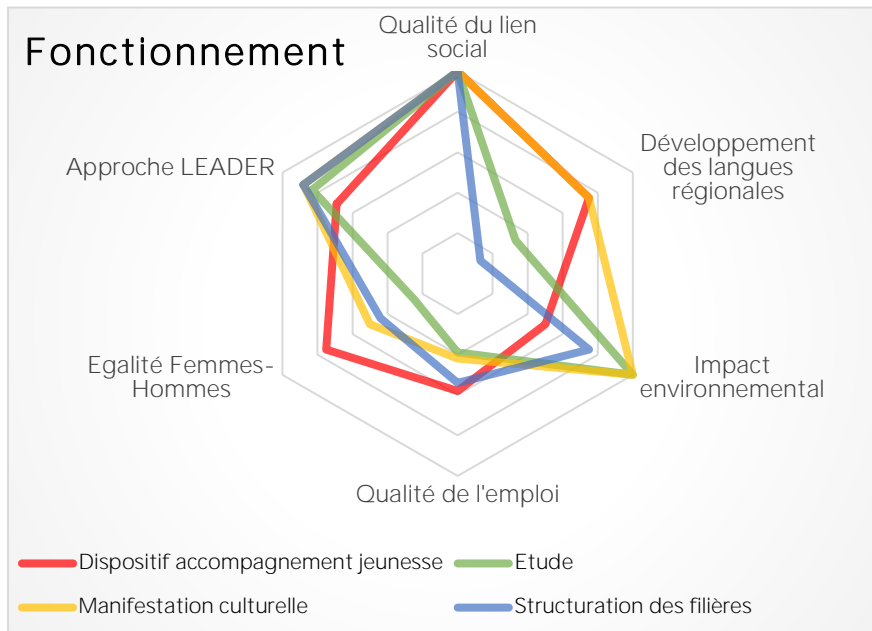 Fonctionnement
Qualité du lien
social
Développement
des langues
régionales
Impact
environnemental
Qualité de l'emploi
Egalité Femmes-
Hommes
Approche LEADER
Dispositif accompagnement jeunesse
Etude
Manifestation culturelle
Structuration des filières